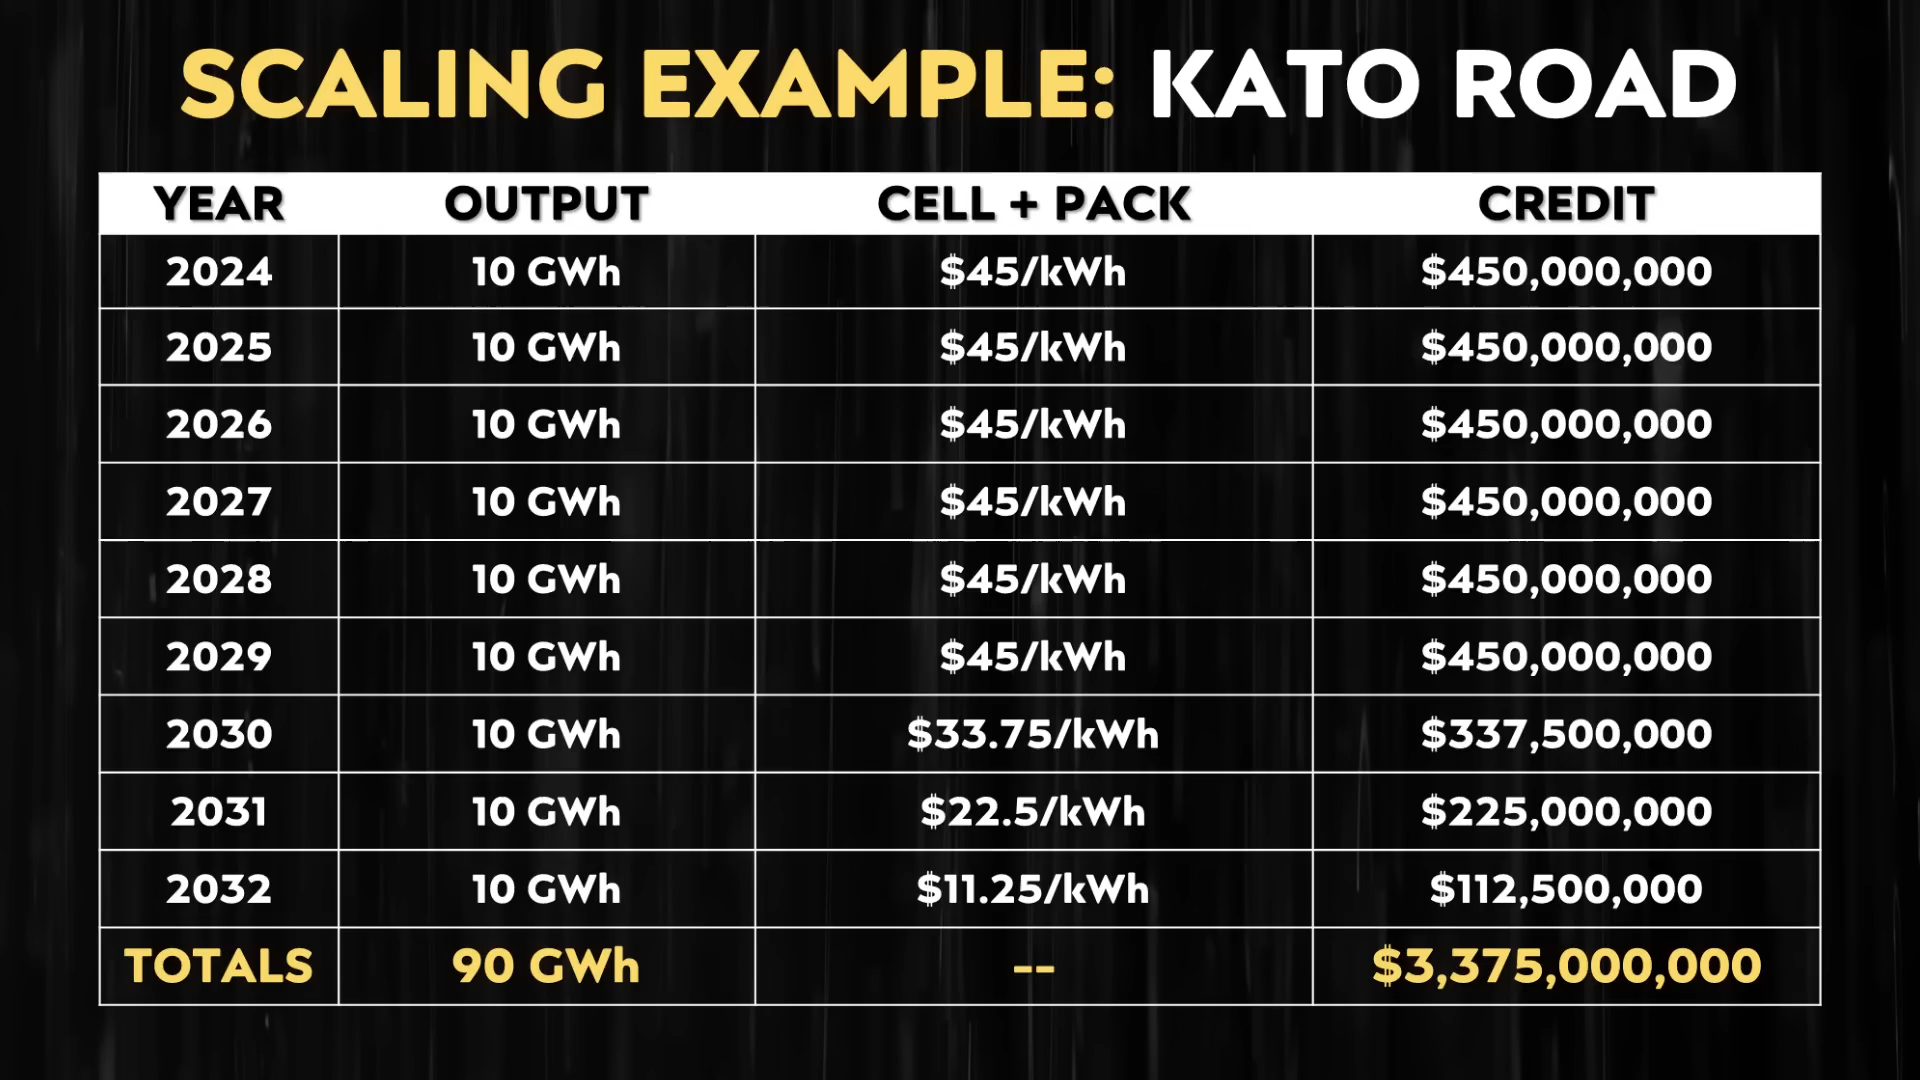 SCALING EXAMPLE: KATO ROAD
YEAR OUTPUT CELL + PACK CREDIT
2024 10 GWh $45/kWh $450,000,000
2025 10 GWh $45/kWh $450,000,000
2026 10 GWh $45/kWh $450,000,000
2027 10 GWh $45/kWh $450,000,000
2028 10 GWh $45/kWh $450,000,000
2029 10 GWh $45/kWh $450,000,000
2030 10 GWh $33.75/kWh $337,500,000
2031 10 GWh $22.5/kWh $225,000,000
2032 10 GWh $11.25/kWh $112,500,000
TOTALS 90 GWh -- $3,375,000,000